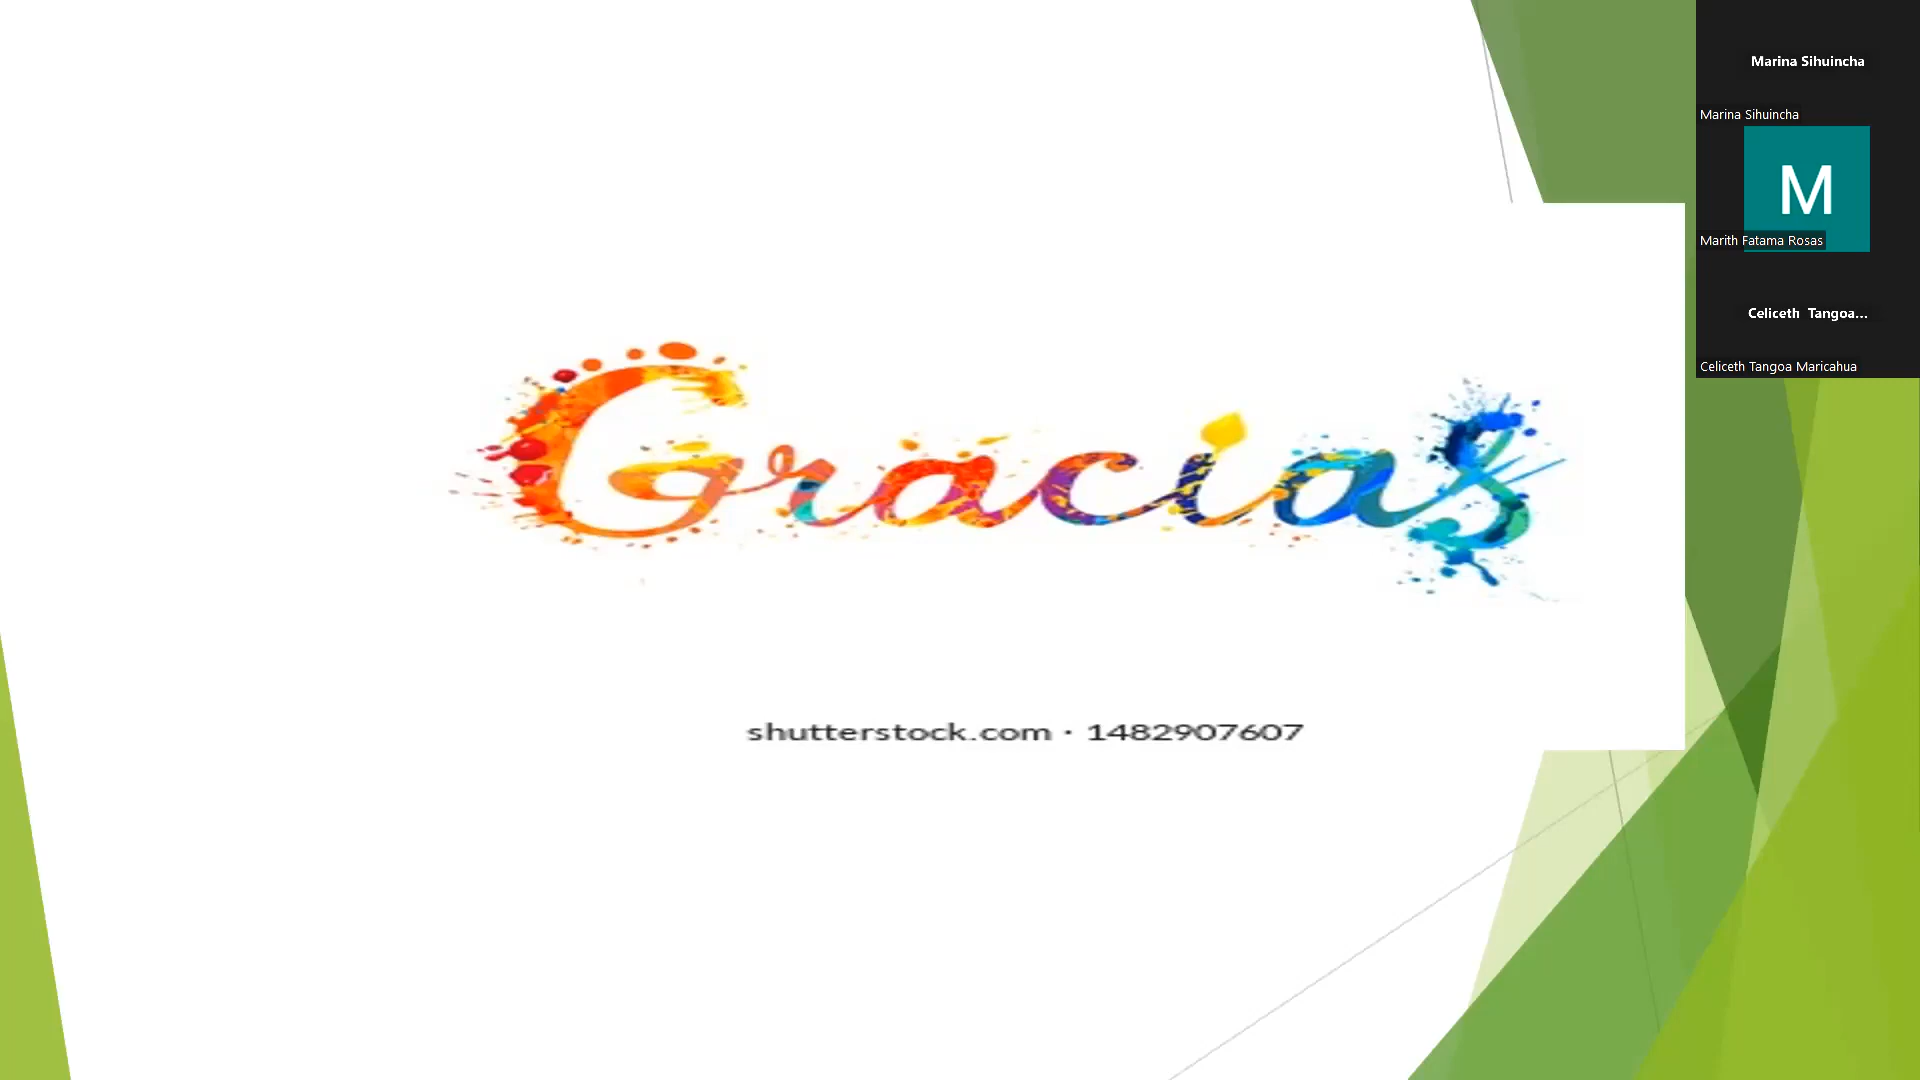 Gracias
shutterstock.com · 1482907607
Marina Sihuincha
Marina Sihuincha
M
Marith Fatama Rosas
Celiceth Tangoa...
Celiceth Tangoa Maricahua